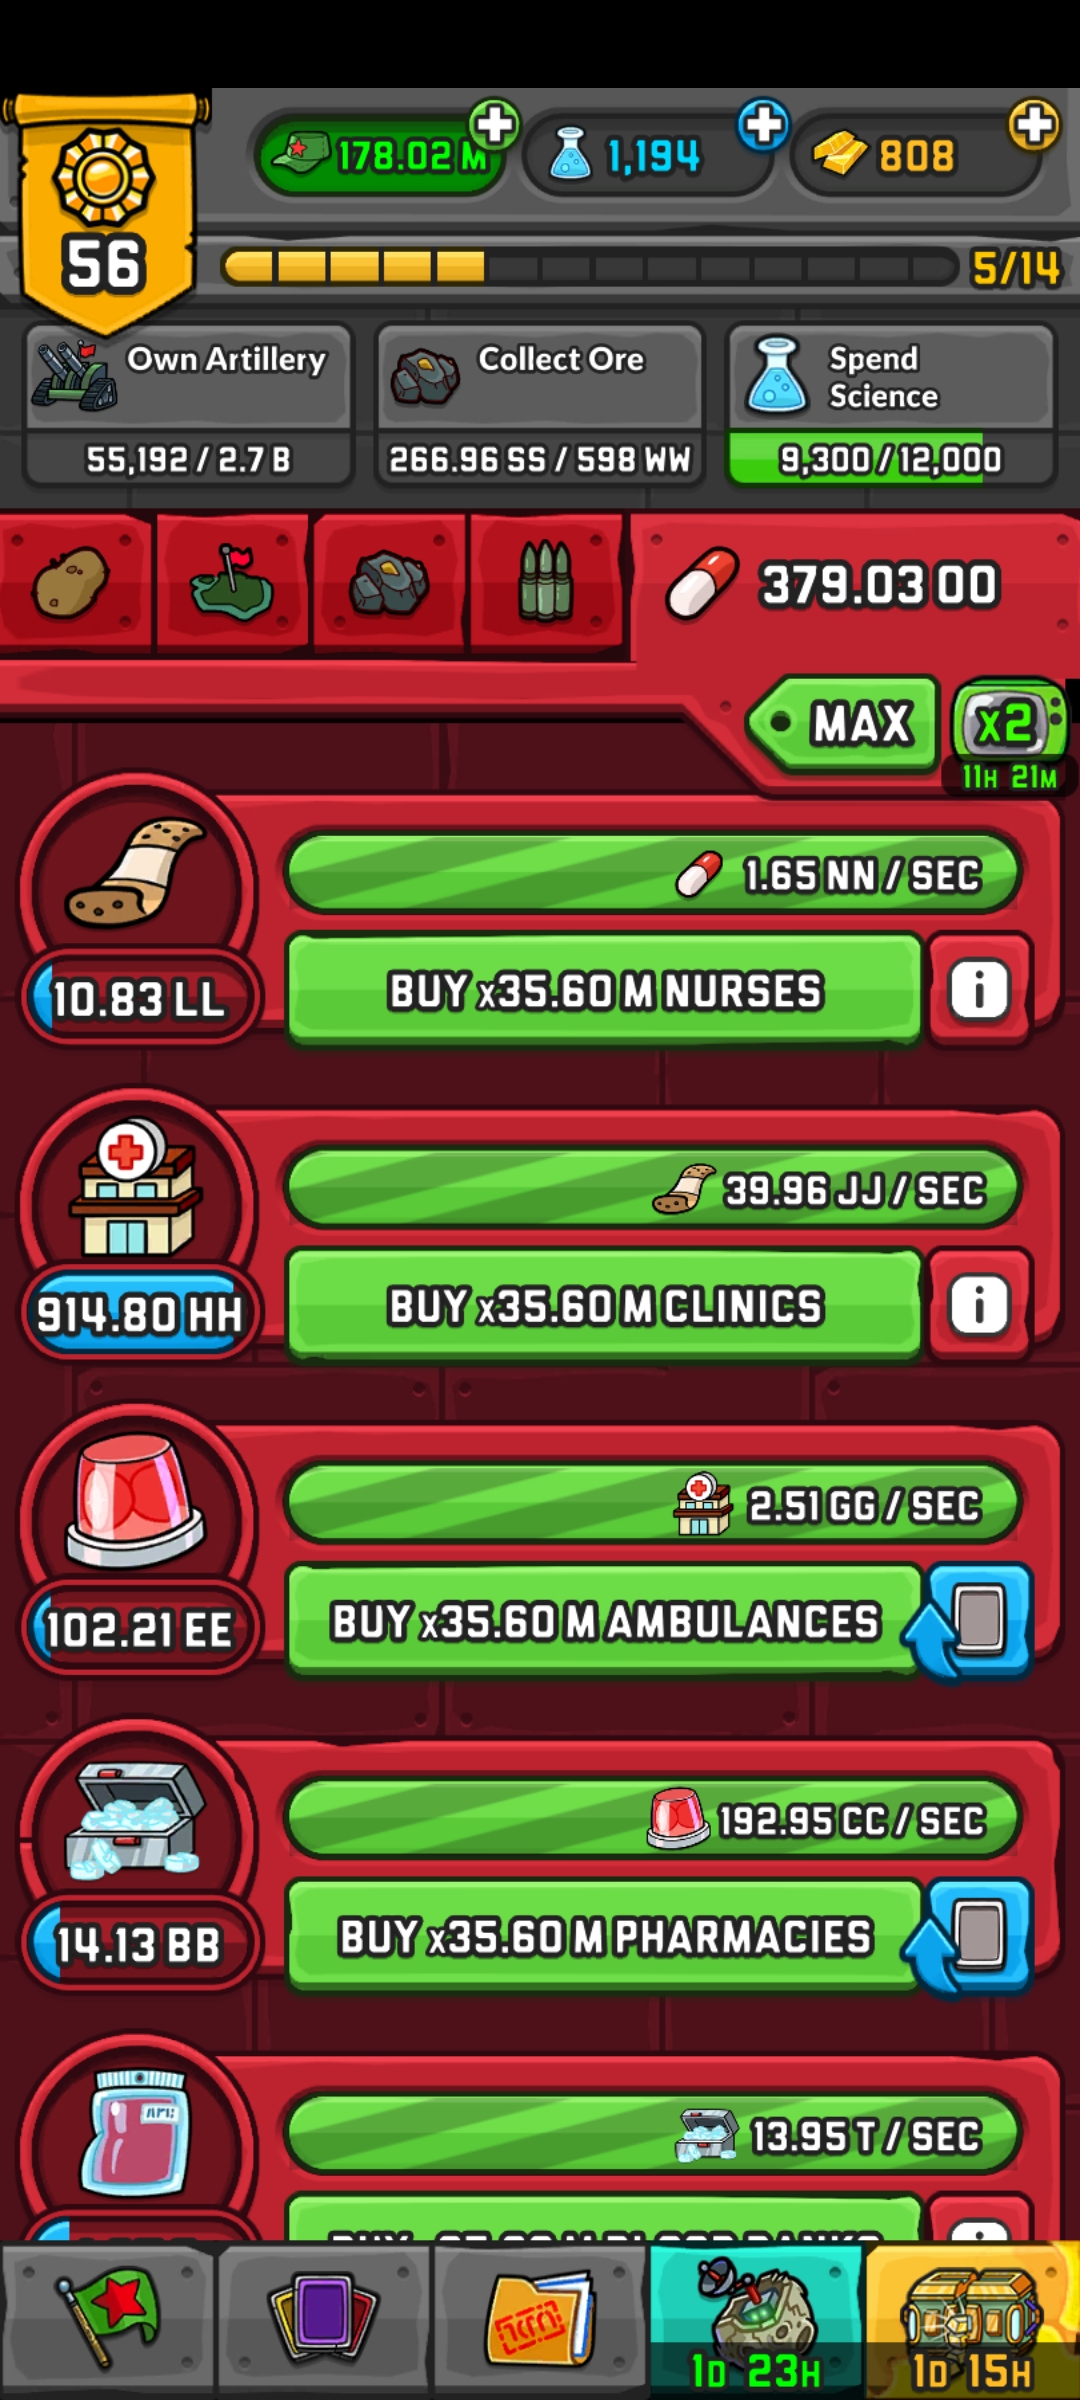 178.02 M
1,194
808
56
5/14
Own Artillery
Collect Ore
Spend
Science
55,192 / 2.7 B
266.96 SS / 598 WW
9,300 / 12,000
379.03 OO
MAX
x2
11H 21M
1.65 NN / SEC
10.83 LL
BUY x35.60 M NURSES
i
39.96 JJ / SEC
914.80 HH
BUY x35.60 M CLINICS
i
2.51 GG / SEC
102.21 EE
BUY x35.60 M AMBULANCES
192.95 CC / SEC
14.13 BB
BUY x35.60 M PHARMACIES
13.95 T / SEC
1D 23H
1D 15H